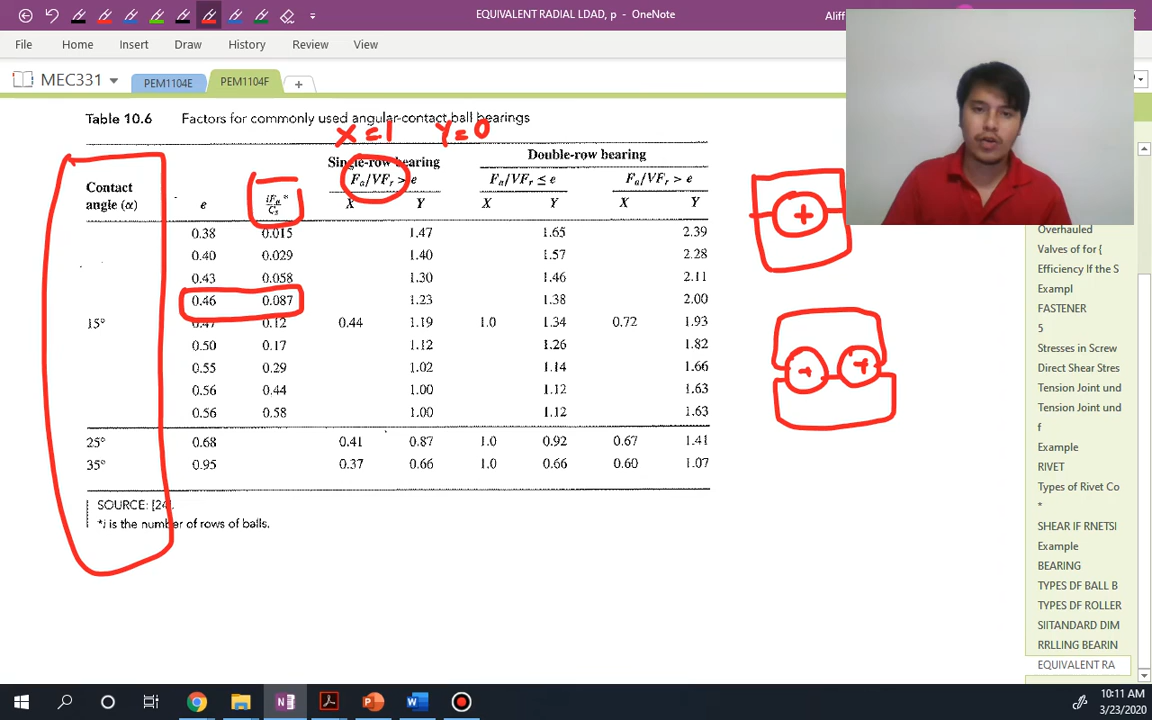 EQUIVALENT RADIAL LDAD, p - OneNote
Aliff
File Home Insert Draw History Review View
MEC331 PEM1104E PEM1104F +
Table 10.6 Factors for commonly used angular-contact ball bearings
X = 1 Y = 0
Single-row bearing Double-row bearing
Contact angle (α) e iFa/Cs* Fa/VFr > e Fa/VFr ≤ e Fa/VFr > e
X Y X Y X Y
0.38 0.015 1.47 1.65 2.39
0.40 0.029 1.40 1.57 2.28
0.43 0.058 1.30 1.46 2.11
0.46 0.087 1.23 1.38 2.00
15° 0.47 0.12 0.44 1.19 1.0 1.34 0.72 1.93
0.50 0.17 1.12 1.26 1.82
0.55 0.29 1.02 1.14 1.66
0.56 0.44 1.00 1.12 1.63
0.56 0.58 1.00 1.12 1.63
25° 0.68 0.41 0.87 1.0 0.92 0.67 1.41
35° 0.95 0.37 0.66 1.0 0.66 0.60 1.07
SOURCE: [24].
*i is the number of rows of balls.
+
+ +
Overhauled
Valves of for {
Efficiency If the S
Exampl
FASTENER
5
Stresses in Screw
Direct Shear Stres
Tension Joint und
Tension Joint und
f
Example
RIVET
Types of Rivet Co
*
SHEAR IF RNETSI
Example
BEARING
TYPES DF BALL B
TYPES DF ROLLER
SIITANDARD DIM
RRLLING BEARIN
EQUIVALENT RA
10:11 AM
3/23/2020